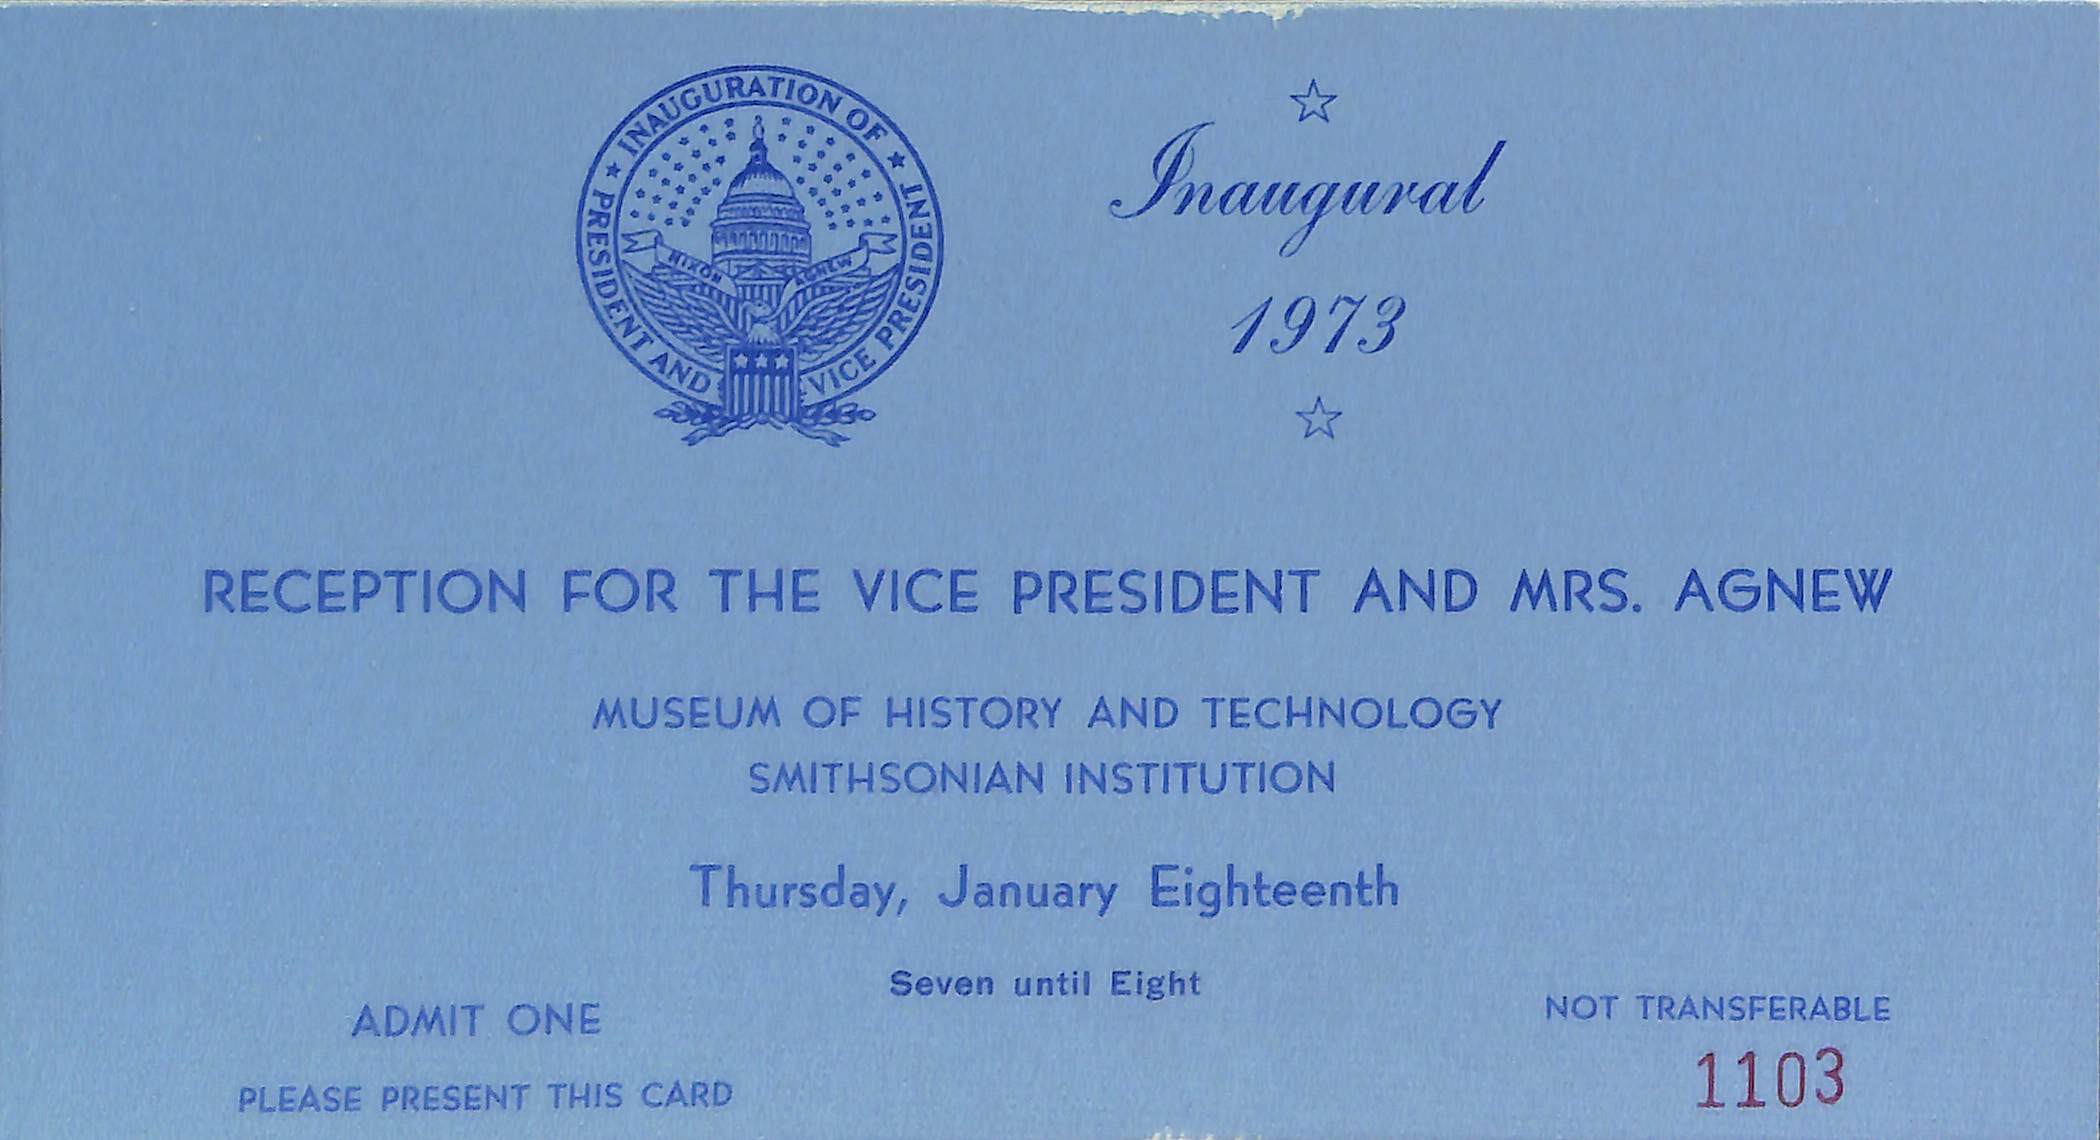 INAUGURATION OF
PRESIDENT AND VICE PRESIDENT
NIXON AGNEW
Inaugural
1973
RECEPTION FOR THE VICE PRESIDENT AND MRS. AGNEW
MUSEUM OF HISTORY AND TECHNOLOGY
SMITHSONIAN INSTITUTION
Thursday, January Eighteenth
Seven until Eight
ADMIT ONE
PLEASE PRESENT THIS CARD
NOT TRANSFERABLE
1103